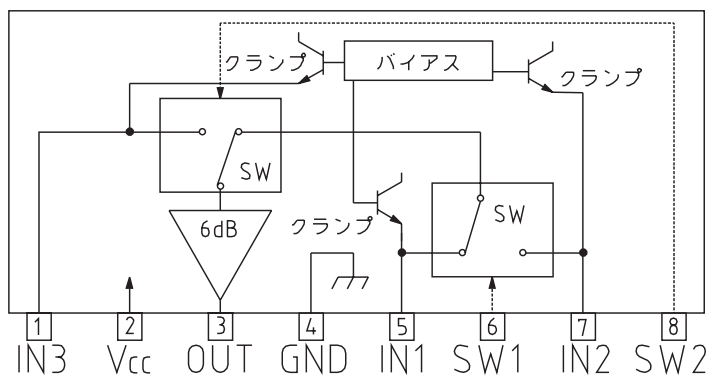 クランプ バイアス クランプ
SW
クランプ SW
6dB
1 2 3 4 5 6 7 8
IN3 Vcc OUT GND IN1 SW1 IN2 SW2